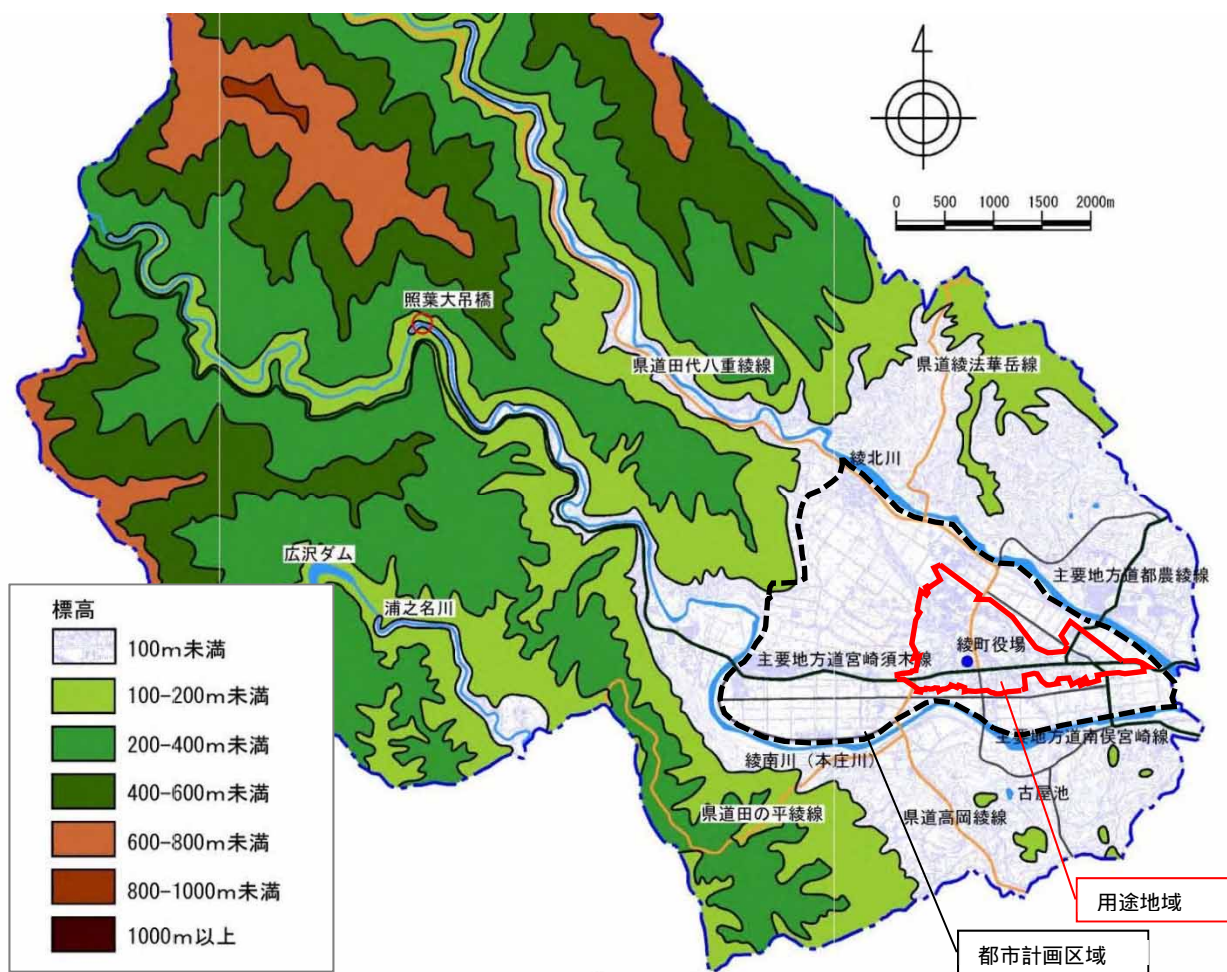 4
0 500 1000 1500 2000m
照葉大吊橋
県道田代八重綾線
県道綾法華岳線
綾北川
広沢ダム
主要地方道都農綾線
浦之名川
綾町役場
主要地方道宮崎須木線
主要地方道南俣宮崎線
綾南川（本庄川）
古屋池
県道田の平綾線
県道高岡綾線
用途地域
都市計画区域
標高
100m未満
100-200m未満
200-400m未満
400-600m未満
600-800m未満
800-1000m未満
1000m以上